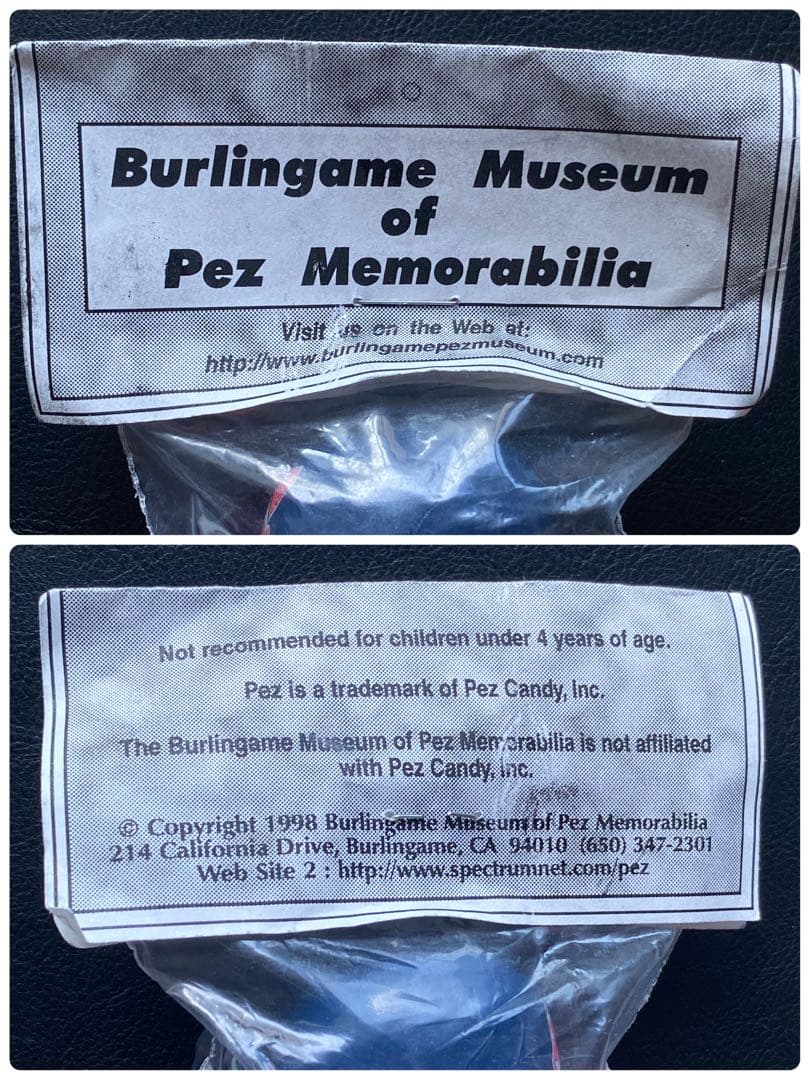 Burlingame Museum
of
Pez Memorabilia
Visit us on the Web at:
http://www.burlingamepezmuseum.com
Not recommended for children under 4 years of age.
Pez is a trademark of Pez Candy, Inc.
The Burlingame Museum of Pez Memorabilia is not affiliated
with Pez Candy, Inc.
© Copyright 1998 Burlingame Museum of Pez Memorabilia
214 California Drive, Burlingame, CA 94010 (650) 347-2301
Web Site 2 : http://www.spectrumnet.com/pez